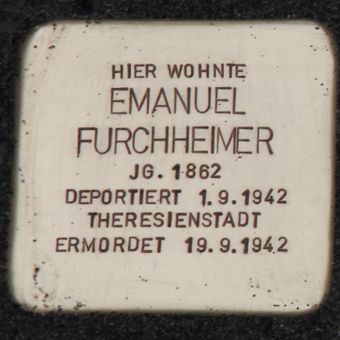 HIER WOHNTE
EMANUEL
FURCHHEIMER
JG. 1862
DEPORTIERT 1.9.1942
THERESIENSTADT
ERMORDET 19.9.1942